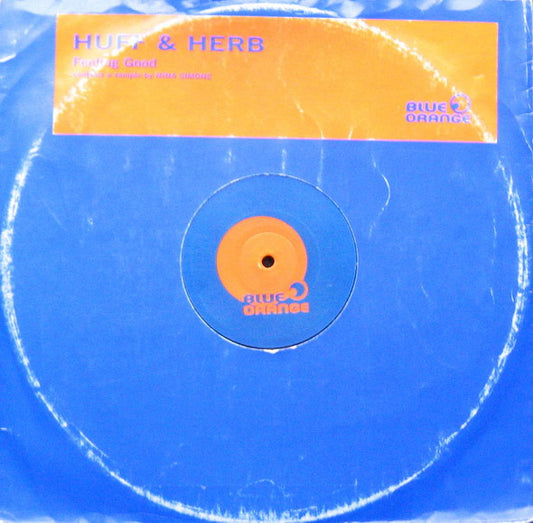 HUFF & HERB
Feeling Good
contains a sample by NINA SIMONE
BLUE
ORANGE
BLUE
ORANGE